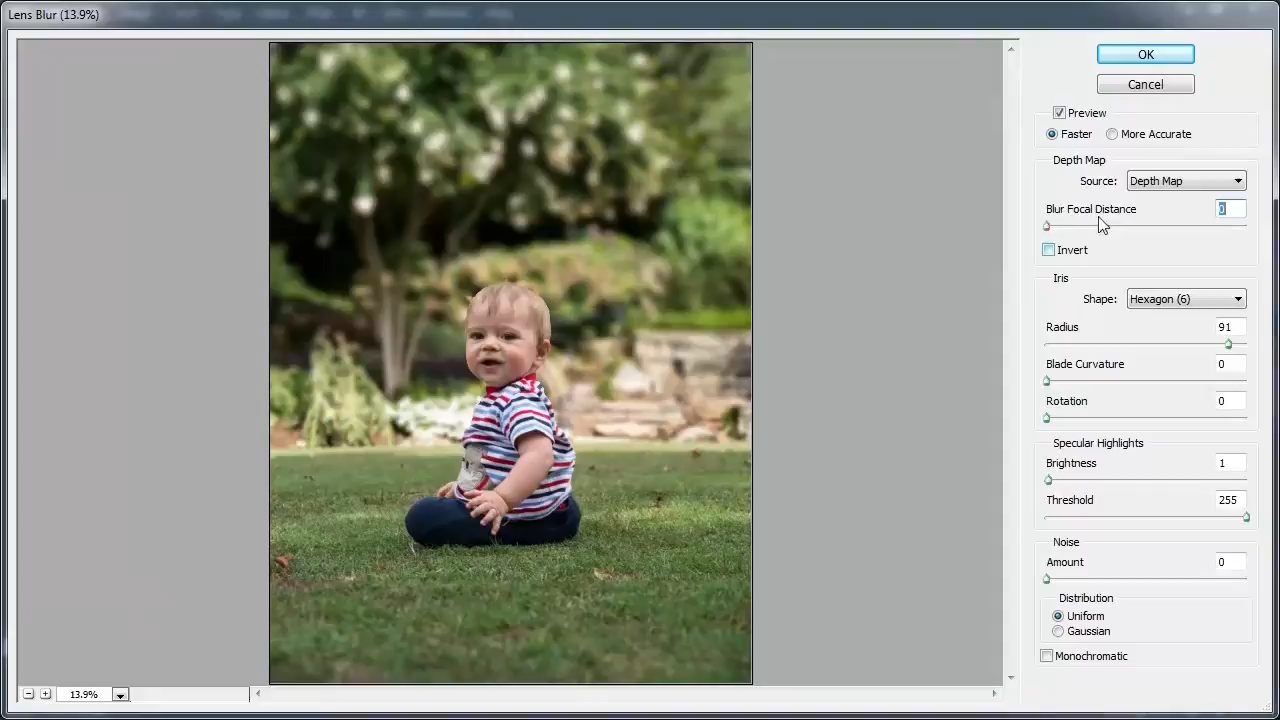 Lens Blur (13.9%)
OK
Cancel
Preview
Faster More Accurate
Depth Map
Source: Depth Map
Blur Focal Distance 0
Invert
Iris
Shape: Hexagon (6)
Radius 91
Blade Curvature 0
Rotation 0
Specular Highlights
Brightness 1
Threshold 255
Noise
Amount 0
Distribution
Uniform
Gaussian
Monochromatic
13.9%